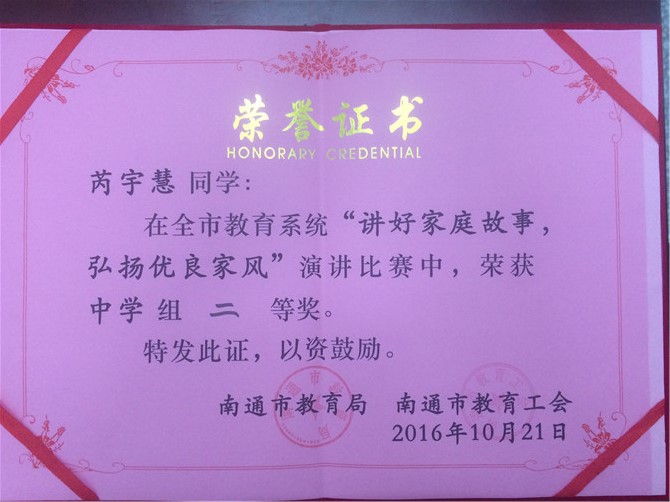 荣誉证书
HONORARY CREDENTIAL
芮宇慧 同学:
在全市教育系统“讲好家庭故事,
弘扬优良家风”演讲比赛中,荣获
中学 组 二 等奖。
特发此证,以资鼓励。
南通市教育局 南通市教育工会
2016年10月21日